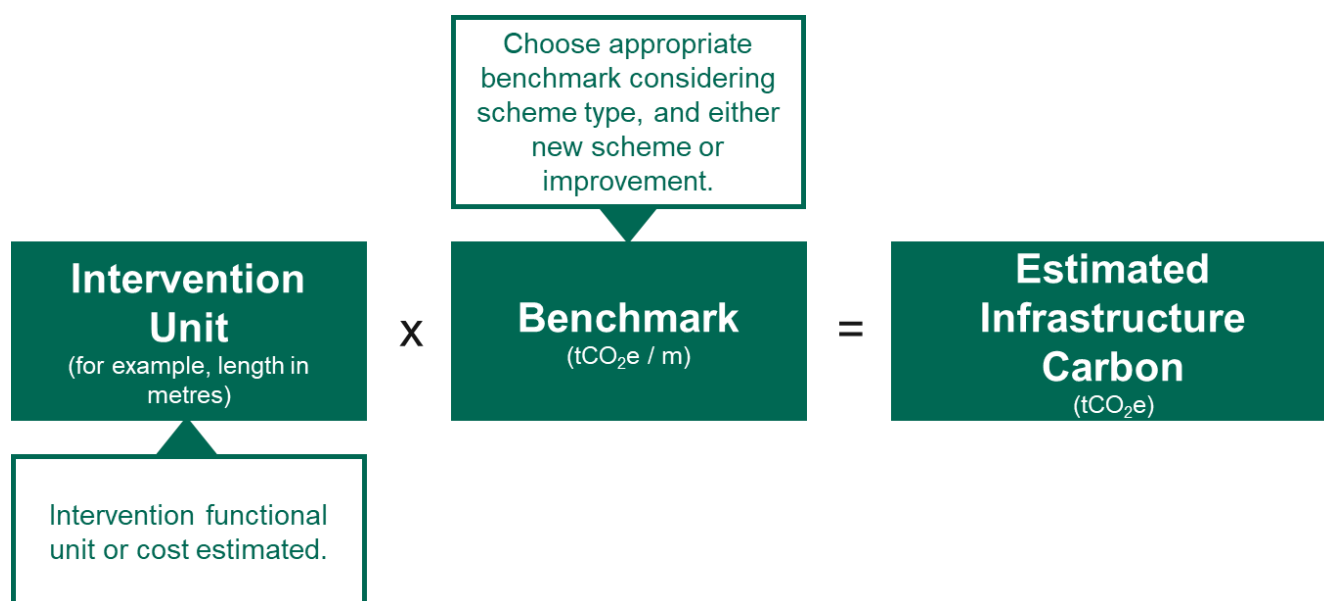 Choose appropriate
benchmark considering
scheme type, and either
new scheme or
improvement.
Intervention
Unit
(for example, length in
metres)
x
Benchmark
(tCO₂e / m)
=
Estimated
Infrastructure
Carbon
(tCO₂e)
Intervention functional
unit or cost estimated.